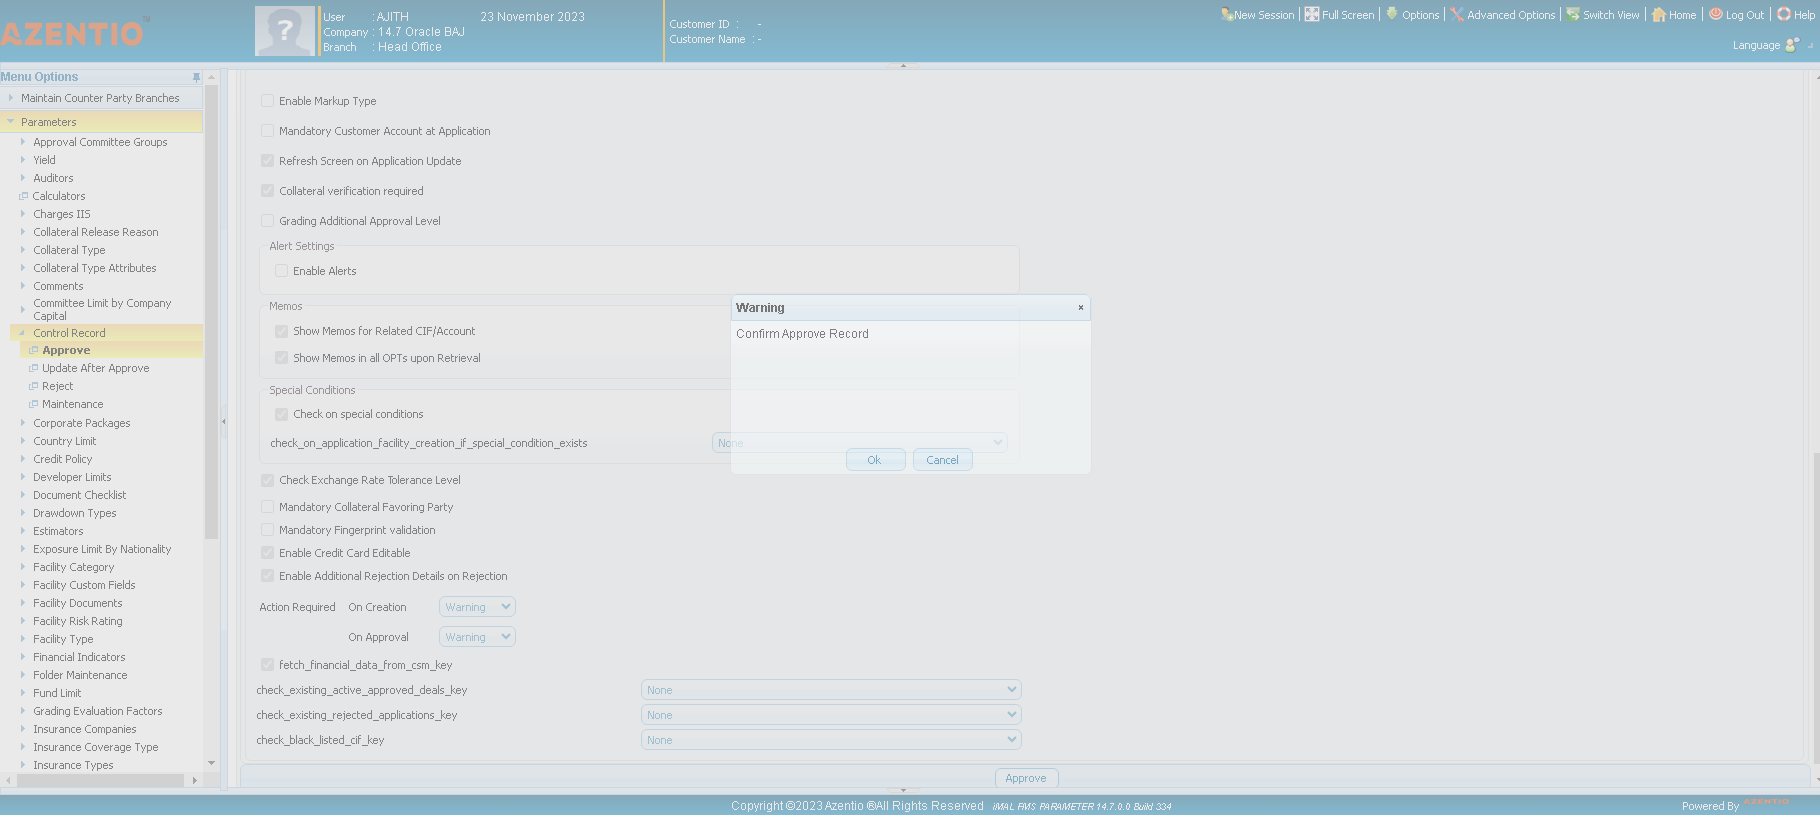 AZENTIO™
User : AJITH 23 November 2023
Company : 14.7 Oracle BAJ
Branch : Head Office
Customer ID : -
Customer Name : -
New Session Full Screen Options Advanced Options Switch View Home Log Out Help
Language
Menu Options
Maintain Counter Party Branches
Parameters
Approval Committee Groups
Yield
Auditors
Calculators
Charges IIS
Collateral Release Reason
Collateral Type
Collateral Type Attributes
Comments
Committee Limit by Company
Capital
Control Record
Approve
Update After Approve
Reject
Maintenance
Corporate Packages
Country Limit
Credit Policy
Developer Limits
Document Checklist
Drawdown Types
Estimators
Exposure Limit By Nationality
Facility Category
Facility Custom Fields
Facility Documents
Facility Risk Rating
Facility Type
Financial Indicators
Folder Maintenance
Fund Limit
Grading Evaluation Factors
Insurance Companies
Insurance Coverage Type
Insurance Types
Enable Markup Type
Mandatory Customer Account at Application
Refresh Screen on Application Update
Collateral verification required
Grading Additional Approval Level
Alert Settings
Enable Alerts
Memos
Show Memos for Related CIF/Account
Show Memos in all OPTs upon Retrieval
Special Conditions
Check on special conditions
check_on_application_facility_creation_if_special_condition_exists None
Check Exchange Rate Tolerance Level
Mandatory Collateral Favoring Party
Mandatory Fingerprint validation
Enable Credit Card Editable
Enable Additional Rejection Details on Rejection
Action Required On Creation Warning
On Approval Warning
fetch_financial_data_from_csm_key
check_existing_active_approved_deals_key None
check_existing_rejected_applications_key None
check_black_listed_cif_key None
Approve
Warning
Confirm Approve Record
Ok Cancel
Copyright ©2023 Azentio ®All Rights Reserved iMAL RMS PARAMETER 14.7.0.0 Build 334
Powered By AZENTIO